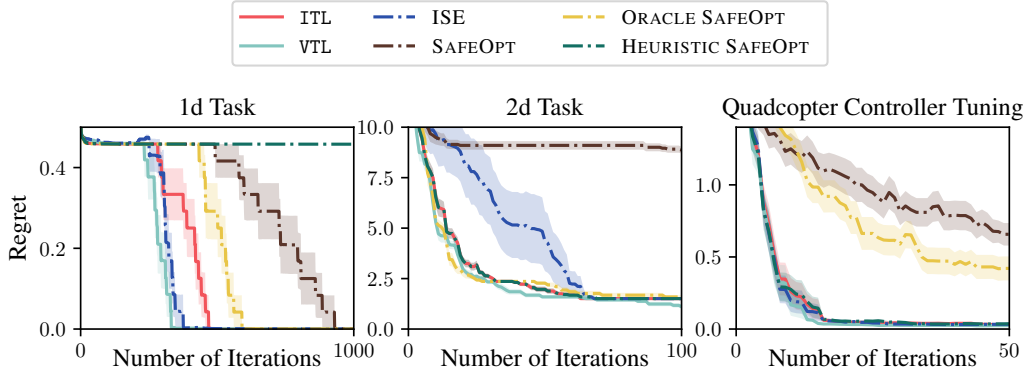 ITL ISE ORACLE SAFEOPT
VTL SAFEOPT HEURISTIC SAFEOPT
1d Task 2d Task Quadcopter Controller Tuning
Regret
0.4
0.2
0.0
0 1000
Number of Iterations
10.0
7.5
5.0
2.5
0.0
0 100
Number of Iterations
1.0
0.5
0.0
0 50
Number of Iterations